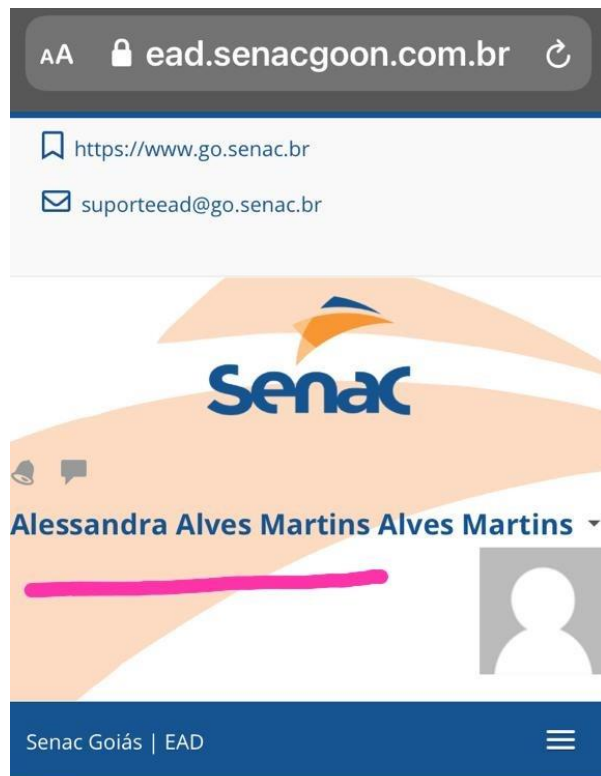 AA ead.senacgoon.com.br
https://www.go.senac.br
suporteead@go.senac.br
Senac
Alessandra Alves Martins Alves Martins
Senac Goiás | EAD